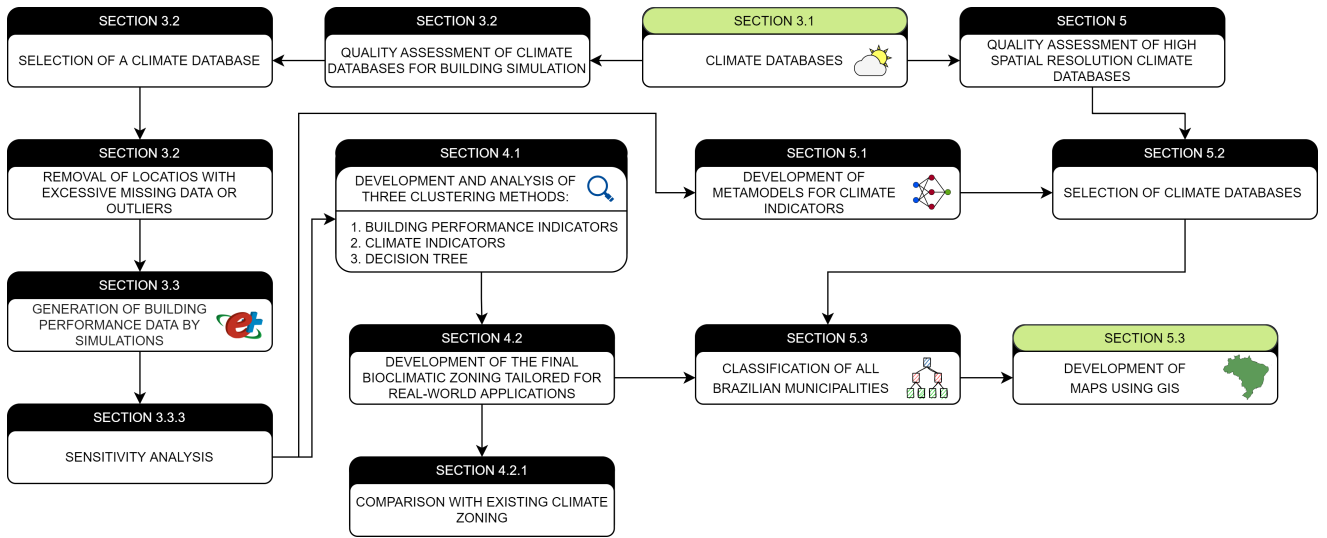 SECTION 3.2
SELECTION OF A CLIMATE DATABASE
SECTION 3.2
QUALITY ASSESSMENT OF CLIMATE
DATABASES FOR BUILDING SIMULATION
SECTION 3.1
CLIMATE DATABASES
SECTION 5
QUALITY ASSESSMENT OF HIGH
SPATIAL RESOLUTION CLIMATE
DATABASES
SECTION 3.2
REMOVAL OF LOCATIOS WITH
EXCESSIVE MISSING DATA OR
OUTLIERS
SECTION 4.1
DEVELOPMENT AND ANALYSIS OF
THREE CLUSTERING METHODS:
1. BUILDING PERFORMANCE INDICATORS
2. CLIMATE INDICATORS
3. DECISION TREE
SECTION 5.1
DEVELOPMENT OF
METAMODELS FOR CLIMATE
INDICATORS
SECTION 5.2
SELECTION OF CLIMATE DATABASES
SECTION 3.3
GENERATION OF BUILDING
PERFORMANCE DATA BY
SIMULATIONS
e+
SECTION 4.2
DEVELOPMENT OF THE FINAL
BIOCLIMATIC ZONING TAILORED FOR
REAL-WORLD APPLICATIONS
SECTION 5.3
CLASSIFICATION OF ALL
BRAZILIAN MUNICIPALITIES
SECTION 5.3
DEVELOPMENT OF
MAPS USING GIS
SECTION 3.3.3
SENSITIVITY ANALYSIS
SECTION 4.2.1
COMPARISON WITH EXISTING CLIMATE
ZONING